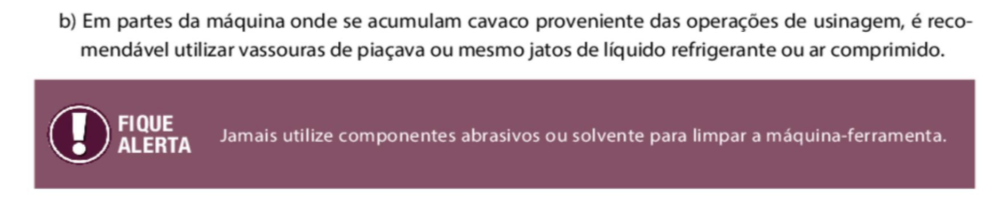 b) Em partes da máquina onde se acumulam cavaco proveniente das operações de usinagem, é reco-
mendável utilizar vassouras de piaçava ou mesmo jatos de líquido refrigerante ou ar comprimido.
FIQUE
ALERTA
Jamais utilize componentes abrasivos ou solvente para limpar a máquina-ferramenta.